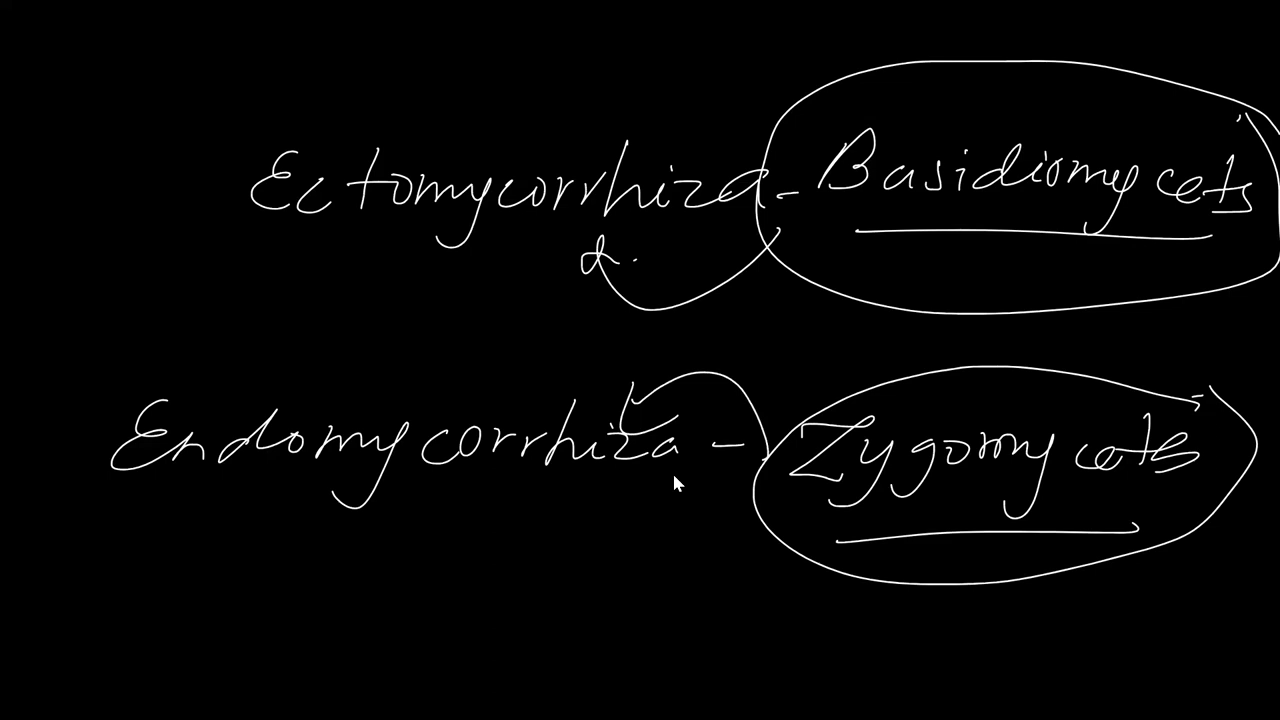 Ectomycorrhiza - Basidiomycets
Endomycorrhiza - Zygomycets